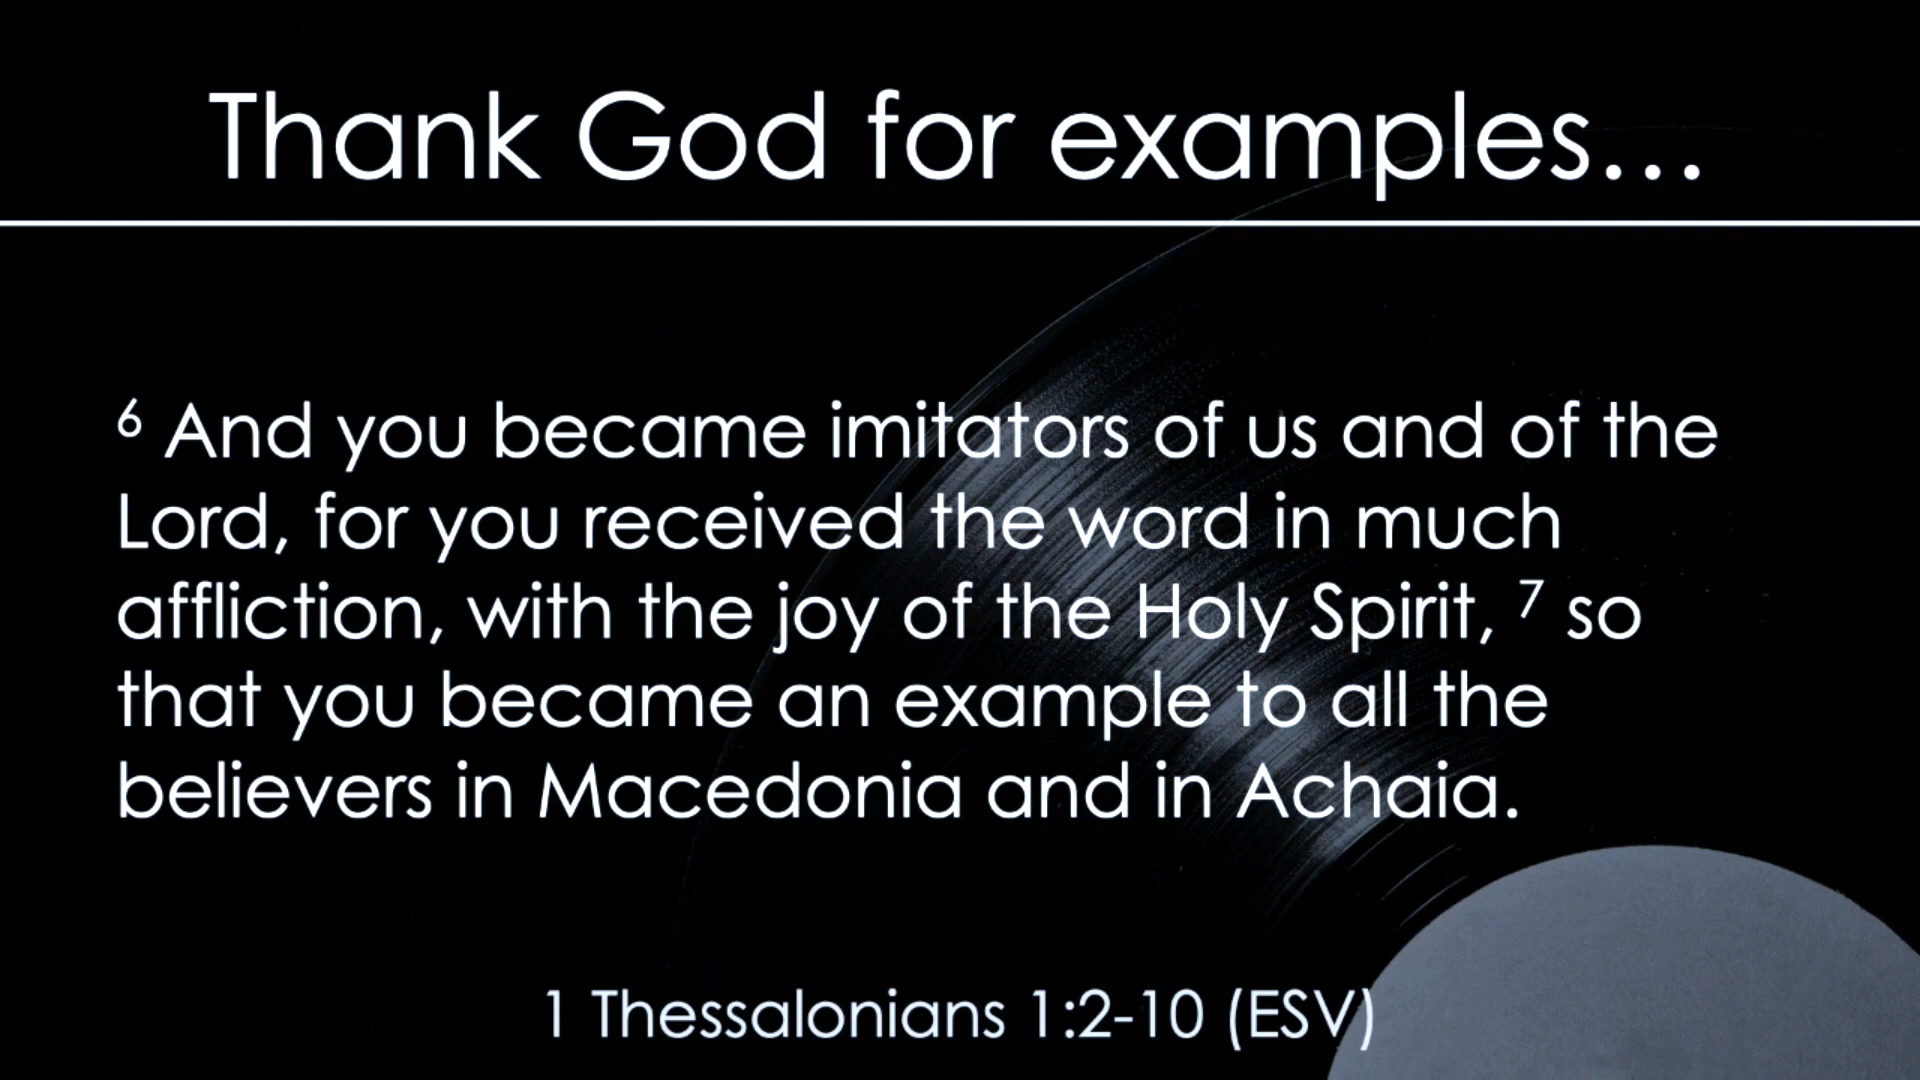 Thank God for examples...
6 And you became imitators of us and of the
Lord, for you received the word in much
affliction, with the joy of the Holy Spirit, 7 so
that you became an example to all the
believers in Macedonia and in Achaia.
1 Thessalonians 1:2-10 (ESV)